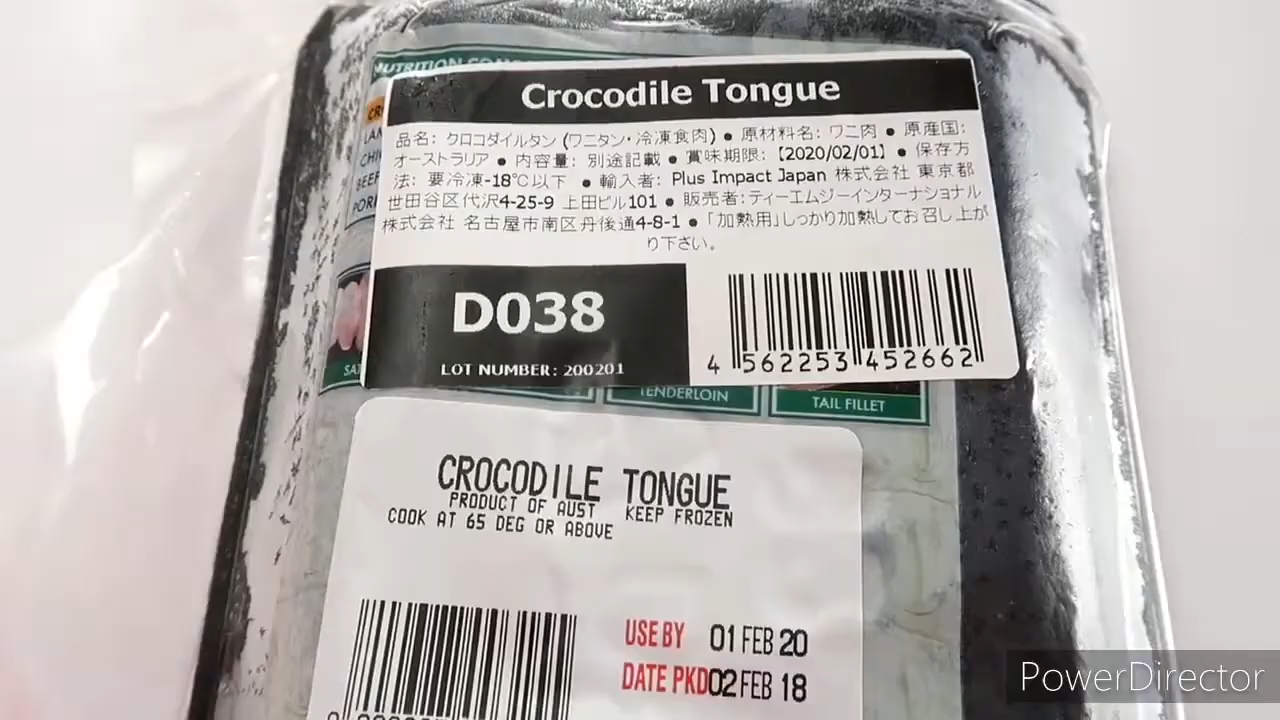 NUTRITION
Crocodile Tongue
品名: クロコダイルタン (ワニタン・冷凍食肉) ● 原材料名: ワニ肉 ● 原産国:
オーストラリア ● 内容量: 別途記載 ● 賞味期限:【2020/02/01】 ● 保存方
法: 要冷凍-18℃以下 ● 輸入者: Plus Impact Japan 株式会社 東京都
世田谷区代沢4-25-9 上田ビル101 ● 販売者:ティーエムジーインターナショナル
株式会社 名古屋市南区丹後通4-8-1 ●「加熱用」しっかり加熱してお召し上が
り下さい。
D038
LOT NUMBER: 200201
4 562253 452662
TENDERLOIN
TAIL FILLET
CROCODILE TONGUE
PRODUCT OF AUST KEEP FROZEN
COOK AT 65 DEG OR ABOVE
USE BY 01 FEB 20
DATE PKD 02 FEB 18
PowerDirector